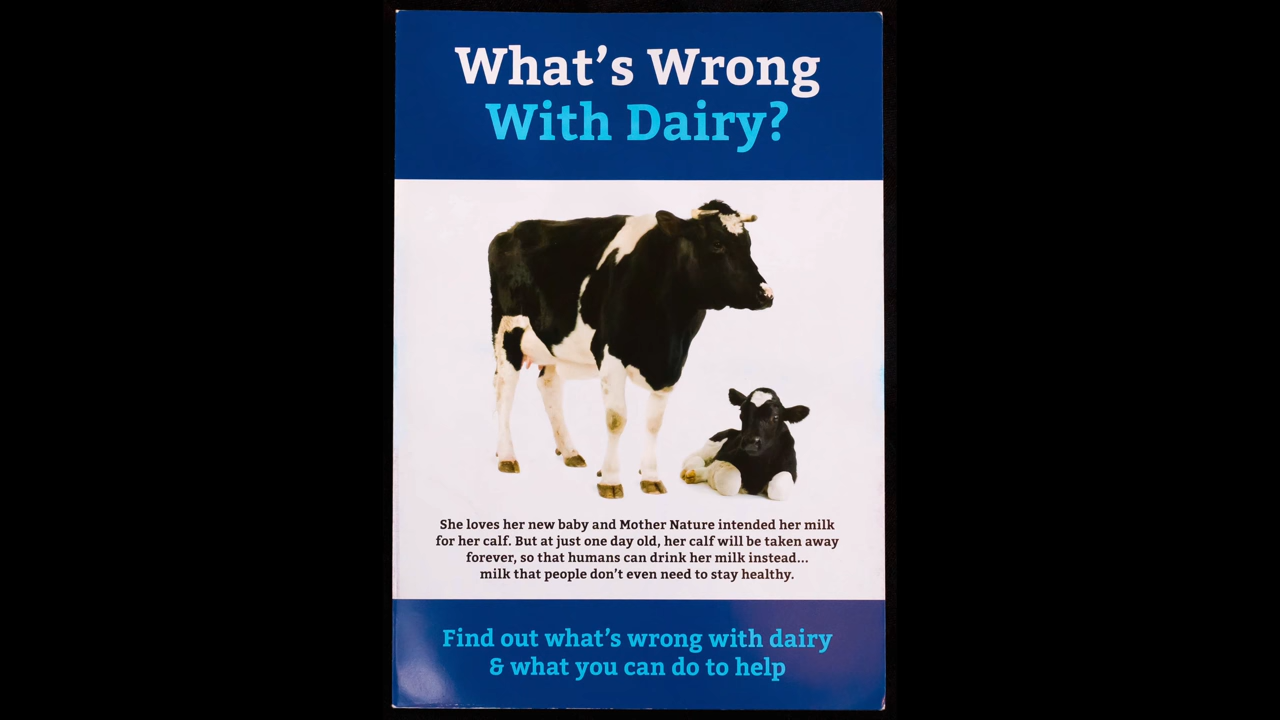 What's Wrong
With Dairy?
She loves her new baby and Mother Nature intended her milk
for her calf. But at just one day old, her calf will be taken away
forever, so that humans can drink her milk instead...
milk that people don't even need to stay healthy.
Find out what's wrong with dairy
& what you can do to help